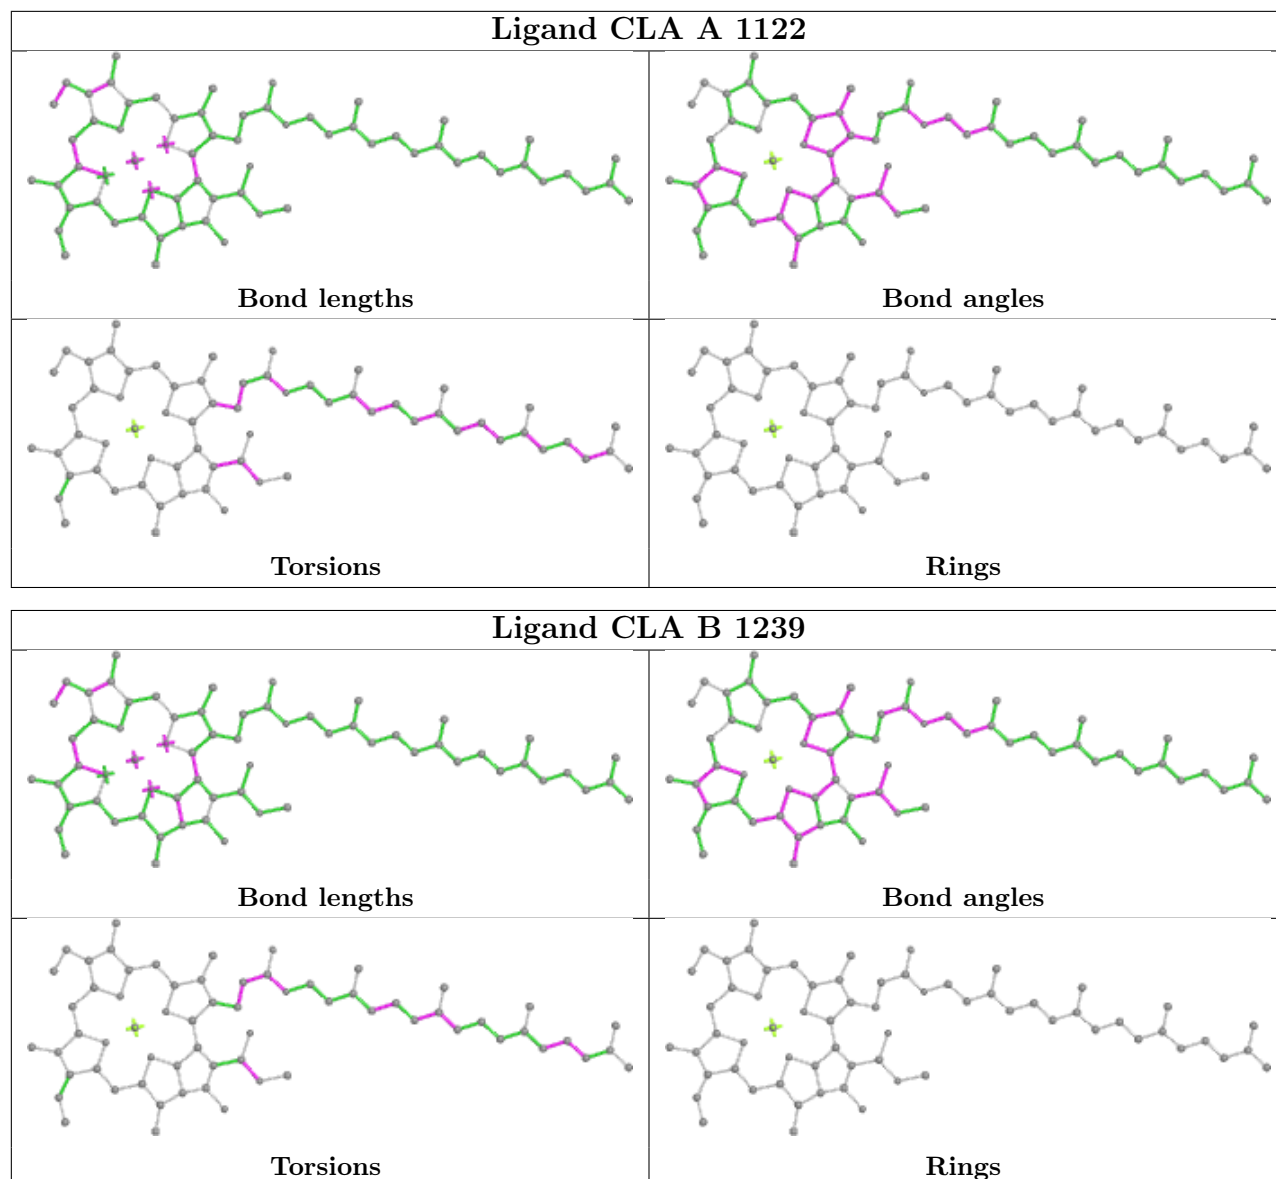 Ligand CLA A 1122
Bond lengths
Bond angles
Torsions
Rings
Ligand CLA B 1239
Bond lengths
Bond angles
Torsions
Rings